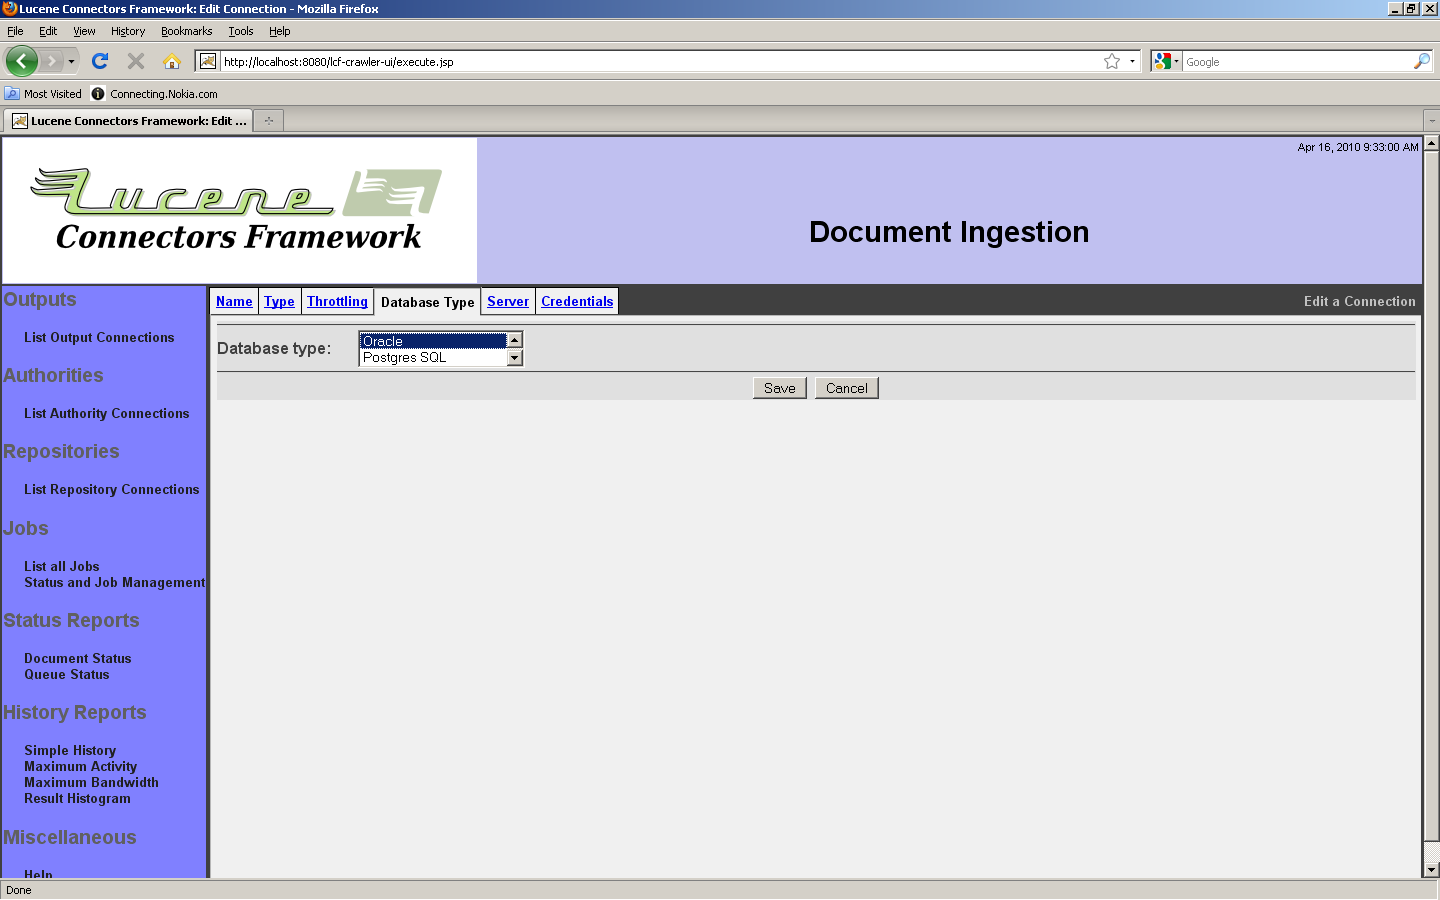 Lucene Connectors Framework: Edit Connection - Mozilla Firefox
File Edit View History Bookmarks Tools Help
http://localhost:8080/lcf-crawler-ui/execute.jsp
Google
Most Visited Connecting.Nokia.com
Lucene Connectors Framework: Edit ...
Apr 16, 2010 9:33:00 AM
Lucene
Connectors Framework
Document Ingestion
Name Type Throttling Database Type Server Credentials
Edit a Connection
Database type:
Oracle
Postgres SQL
Save Cancel
Outputs
List Output Connections
Authorities
List Authority Connections
Repositories
List Repository Connections
Jobs
List all Jobs
Status and Job Management
Status Reports
Document Status
Queue Status
History Reports
Simple History
Maximum Activity
Maximum Bandwidth
Result Histogram
Miscellaneous
Help
Done